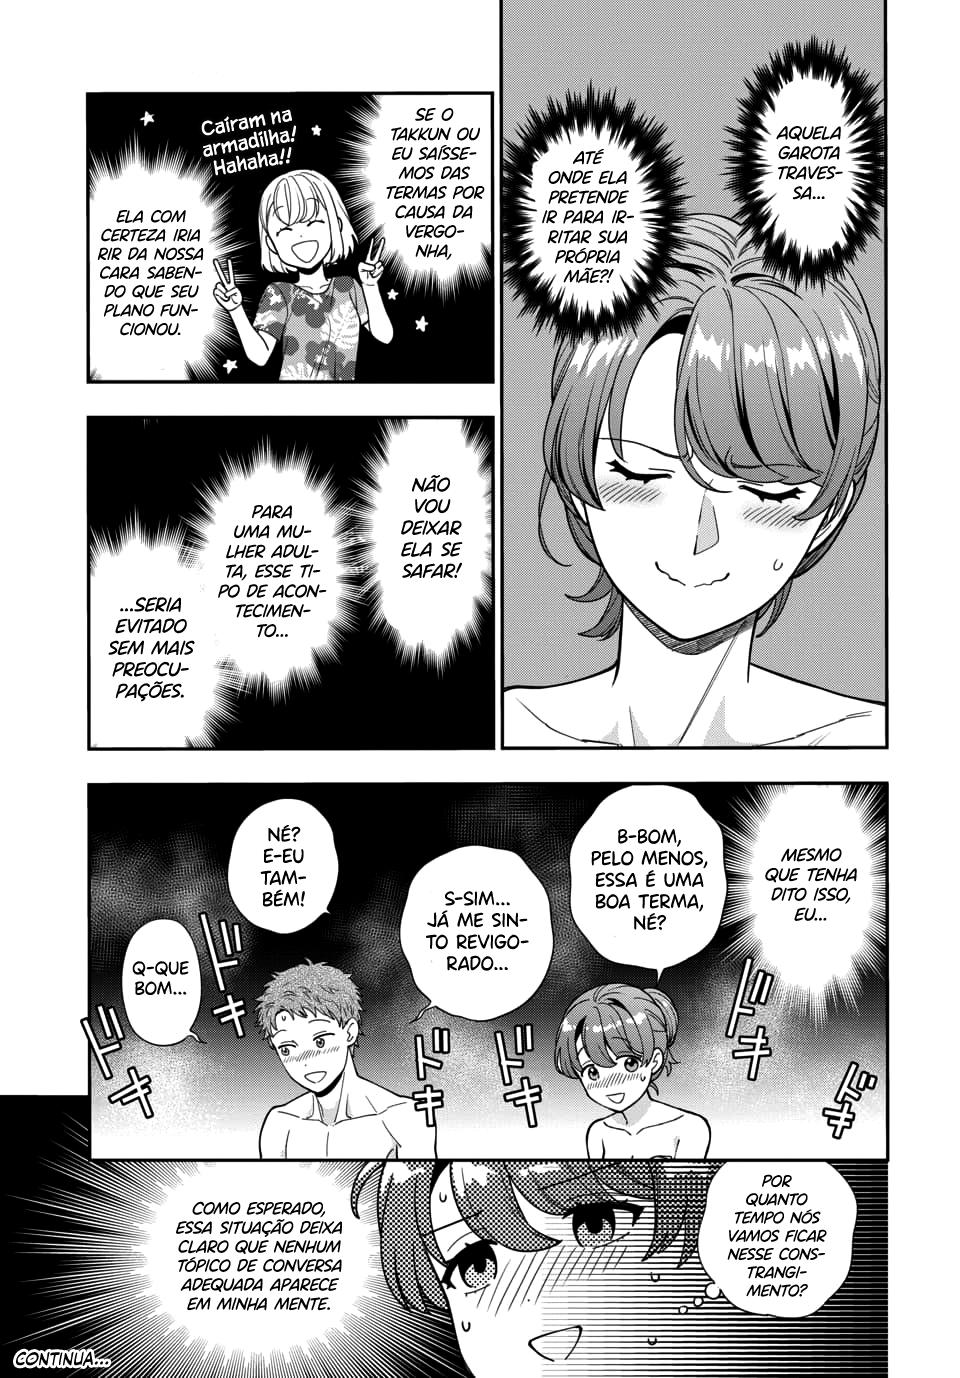 AQUELA
GAROTA
TRAVES-
SA...
ATÉ
ONDE ELA
PRETENDE
IR PARA IR-
RITAR SUA
PRÓPRIA
MÃE?!
SE O
TAKKUN OU
EU SAÍSSE-
MOS DAS
TERMAS POR
CAUSA DA
VERGO-
NHA,
Caíram na
armadilha!
Hahaha!!
ELA COM
CERTEZA IRIA
RIR DA NOSSA
CARA SABEN-
DO QUE SEU
PLANO FUN-
CIONOU.
NÃO
VOU
DEIXAR
ELA SE
SAFAR!
PARA
UMA MU-
LHER ADUL-
TA, ESSE TI-
PO DE ACON-
TECIMEN-
TO...
...SERIA
EVITADO
SEM MAIS
PREOCU-
PAÇÕES.
MESMO
QUE TENHA
DITO ISSO,
EU...
B-BOM,
PELO MENOS,
ESSA É UMA
BOA TERMA,
NÉ?
S-SIM...
JÁ ME SIN-
TO REVIGO-
RADO...
NÉ?
E-EU
TAM-
BÉM!
Q-QUE
BOM...
ドキ
ドキ
ドキ
ドキ
ドキ
POR
QUANTO
TEMPO NÓS
VAMOS FICAR
NESSE CONS-
TRANGI-
MENTO?
COMO ESPERADO,
ESSA SITUAÇÃO DEIXA
CLARO QUE NENHUM
TÓPICO DE CONVERSA
ADEQUADA APARECE
EM MINHA MENTE.
CONTINUA...